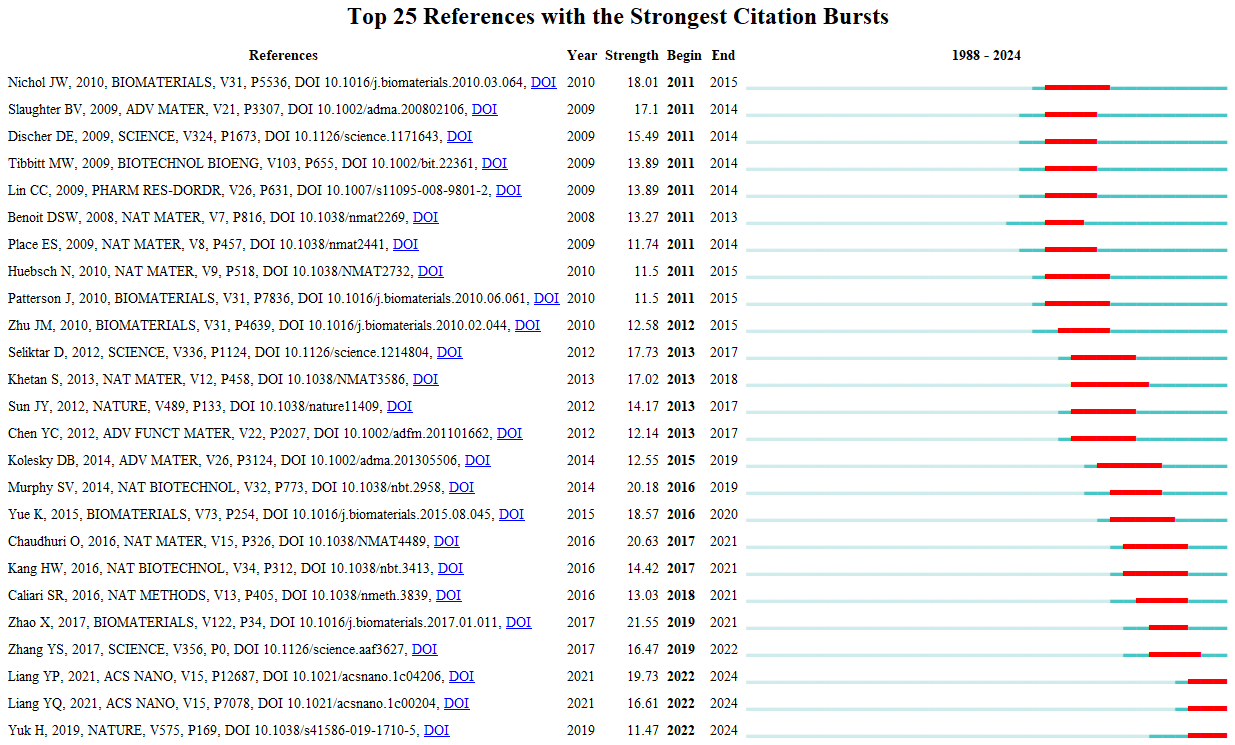 Top 25 References with the Strongest Citation Bursts
References Year Strength Begin End 1988 - 2024
Nichol JW, 2010, BIOMATERIALS, V31, P5536, DOI 10.1016/j.biomaterials.2010.03.064, DOI 2010 18.01 2011 2015
Slaughter BV, 2009, ADV MATER, V21, P3307, DOI 10.1002/adma.200802106, DOI 2009 17.1 2011 2014
Discher DE, 2009, SCIENCE, V324, P1673, DOI 10.1126/science.1171643, DOI 2009 15.49 2011 2014
Tibbitt MW, 2009, BIOTECHNOL BIOENG, V103, P655, DOI 10.1002/bit.22361, DOI 2009 13.89 2011 2014
Lin CC, 2009, PHARM RES-DORDR, V26, P631, DOI 10.1007/s11095-008-9801-2, DOI 2009 13.89 2011 2014
Benoit DSW, 2008, NAT MATER, V7, P816, DOI 10.1038/nmat2269, DOI 2008 13.27 2011 2013
Place ES, 2009, NAT MATER, V8, P457, DOI 10.1038/nmat2441, DOI 2009 11.74 2011 2014
Huebsch N, 2010, NAT MATER, V9, P518, DOI 10.1038/NMAT2732, DOI 2010 11.5 2011 2015
Patterson J, 2010, BIOMATERIALS, V31, P7836, DOI 10.1016/j.biomaterials.2010.06.061, DOI 2010 11.5 2011 2015
Zhu JM, 2010, BIOMATERIALS, V31, P4639, DOI 10.1016/j.biomaterials.2010.02.044, DOI 2010 12.58 2012 2015
Seliktar D, 2012, SCIENCE, V336, P1124, DOI 10.1126/science.1214804, DOI 2012 17.73 2013 2017
Khetan S, 2013, NAT MATER, V12, P458, DOI 10.1038/NMAT3586, DOI 2013 17.02 2013 2018
Sun JY, 2012, NATURE, V489, P133, DOI 10.1038/nature11409, DOI 2012 14.17 2013 2017
Chen YC, 2012, ADV FUNCT MATER, V22, P2027, DOI 10.1002/adfm.201101662, DOI 2012 12.14 2013 2017
Kolesky DB, 2014, ADV MATER, V26, P3124, DOI 10.1002/adma.201305506, DOI 2014 12.55 2015 2019
Murphy SV, 2014, NAT BIOTECHNOL, V32, P773, DOI 10.1038/nbt.2958, DOI 2014 20.18 2016 2019
Yue K, 2015, BIOMATERIALS, V73, P254, DOI 10.1016/j.biomaterials.2015.08.045, DOI 2015 18.57 2016 2020
Chaudhuri O, 2016, NAT MATER, V15, P326, DOI 10.1038/NMAT4489, DOI 2016 20.63 2017 2021
Kang HW, 2016, NAT BIOTECHNOL, V34, P312, DOI 10.1038/nbt.3413, DOI 2016 14.42 2017 2021
Caliari SR, 2016, NAT METHODS, V13, P405, DOI 10.1038/nmeth.3839, DOI 2016 13.03 2018 2021
Zhao X, 2017, BIOMATERIALS, V122, P34, DOI 10.1016/j.biomaterials.2017.01.011, DOI 2017 21.55 2019 2021
Zhang YS, 2017, SCIENCE, V356, P0, DOI 10.1126/science.aaf3627, DOI 2017 16.47 2019 2022
Liang YP, 2021, ACS NANO, V15, P12687, DOI 10.1021/acsnano.1c04206, DOI 2021 19.73 2022 2024
Liang YQ, 2021, ACS NANO, V15, P7078, DOI 10.1021/acsnano.1c00204, DOI 2021 16.61 2022 2024
Yuk H, 2019, NATURE, V575, P169, DOI 10.1038/s41586-019-1710-5, DOI 2019 11.47 2022 2024